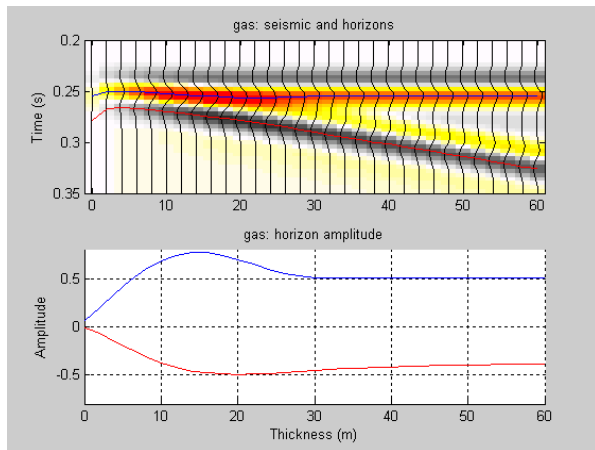 gas: seismic and horizons
Time (s)
0.2
0.25
0.3
0.35
0 10 20 30 40 50 60
gas: horizon amplitude
Amplitude
0.5
0
-0.5
0 10 20 30 40 50 60
Thickness (m)